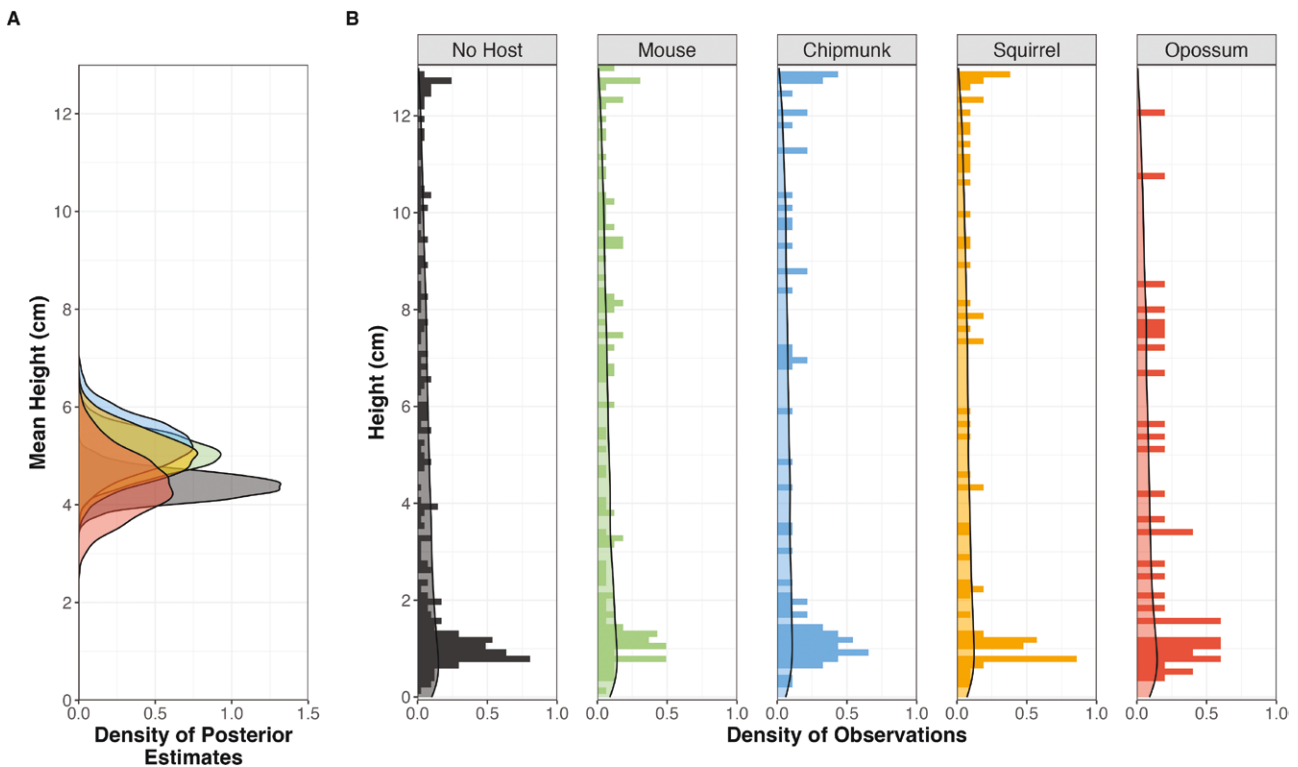 A
B
No Host
Mouse
Chipmunk
Squirrel
Opossum
Mean Height (cm)
12
10
8
6
4
2
0
0.0 0.5 1.0 1.5
Density of Posterior
Estimates
Height (cm)
12
10
8
6
4
2
0
0.0 0.5 1.0
0.0 0.5 1.0
0.0 0.5 1.0
0.0 0.5 1.0
0.0 0.5 1.0
Density of Observations